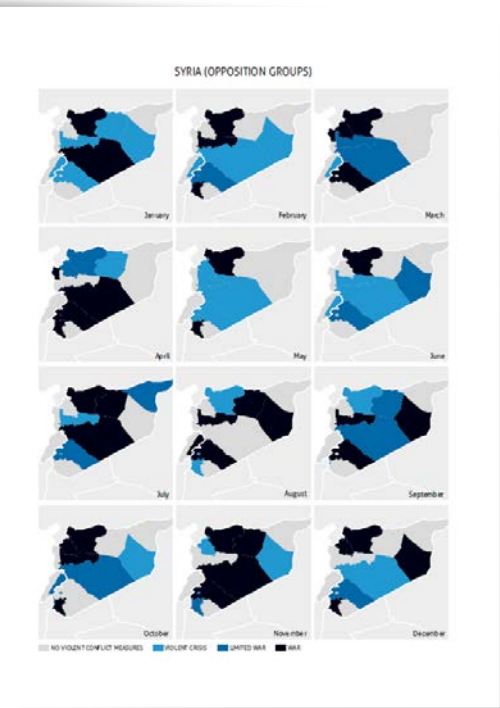 SYRIA (OPPOSITION GROUPS)
January
February
March
April
May
June
July
August
September
October
November
December
NO VIOLENT CONFLICT MEASURES VIOLENT CRISIS LIMITED WAR WAR